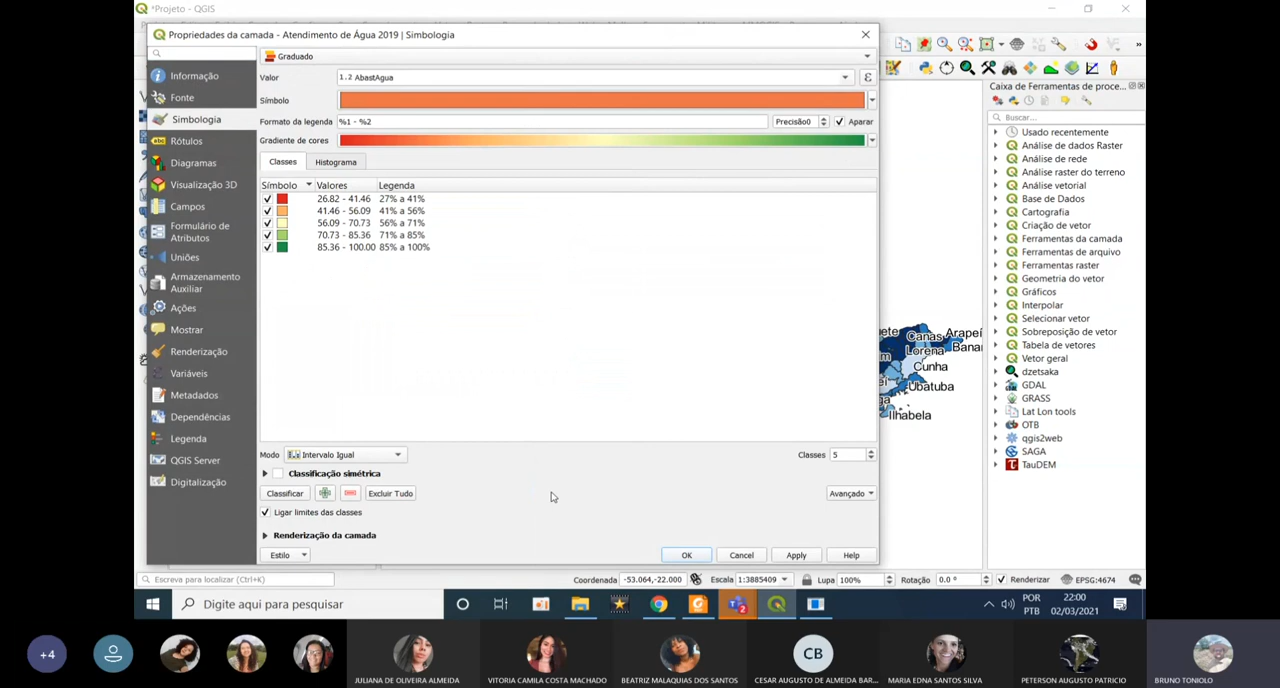 *Projeto - QGIS
Propriedades da camada - Atendimento de Água 2019 | Simbologia
Informação
Fonte
Simbologia
Rótulos
Diagramas
Visualização 3D
Campos
Formulário de
Atributos
Uniões
Armazenamento
Auxiliar
Ações
Mostrar
Renderização
Variáveis
Metadados
Dependências
Legenda
QGIS Server
Digitalização
Graduado
Valor 1.2 AbastAgua
Símbolo
Formato da legenda %1 - %2 Precisão0 Aparar
Gradiente de cores
Classes Histograma
Símbolo Valores Legenda
26.82 - 41.46 27% a 41%
41.46 - 56.09 41% a 56%
56.09 - 70.73 56% a 71%
70.73 - 85.36 71% a 85%
85.36 - 100.00 85% a 100%
Modo Intervalo Igual Classes 5
Classificação simétrica
Classificar Excluir Tudo Avançado
Ligar limites das classes
Renderização da camada
Estilo OK Cancel Apply Help
Canas Arapeí
Lorena Banan
Cunha
Ubatuba
Ilhabela
Caixa de Ferramentas de proce...
Buscar...
Usado recentemente
Análise de dados Raster
Análise de rede
Análise raster do terreno
Análise vetorial
Base de Dados
Cartografia
Criação de vetor
Ferramentas da camada
Ferramentas de arquivo
Ferramentas raster
Geometria do vetor
Gráficos
Interpolar
Selecionar vetor
Sobreposição de vetor
Tabela de vetores
Vetor geral
dzetsaka
GDAL
GRASS
Lat Lon tools
OTB
qgis2web
SAGA
TauDEM
Escreva para localizar (Ctrl+K) Coordenada -53.064,-22.000 Escala 1:3885409 Lupa 100% Rotação 0.0 ° Renderizar EPSG:4674
Digite aqui para pesquisar
POR
PTB
22:00
02/03/2021
+4
CB
JULIANA DE OLIVEIRA ALMEIDA
VITORIA CAMILA COSTA MACHADO
BEATRIZ MALAQUIAS DOS SANTOS
CESAR AUGUSTO DE ALMEIDA BAR...
MARIA EDNA SANTOS SILVA
PETERSON AUGUSTO PATRICIO
BRUNO TONIOLO